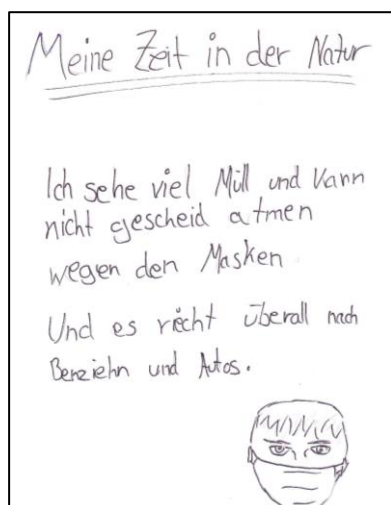 Meine Zeit in der Natur
Ich sehe viel Müll und kann
nicht gescheid atmen
wegen den Masken
Und es riecht überall nach
Benziehn und Autos.